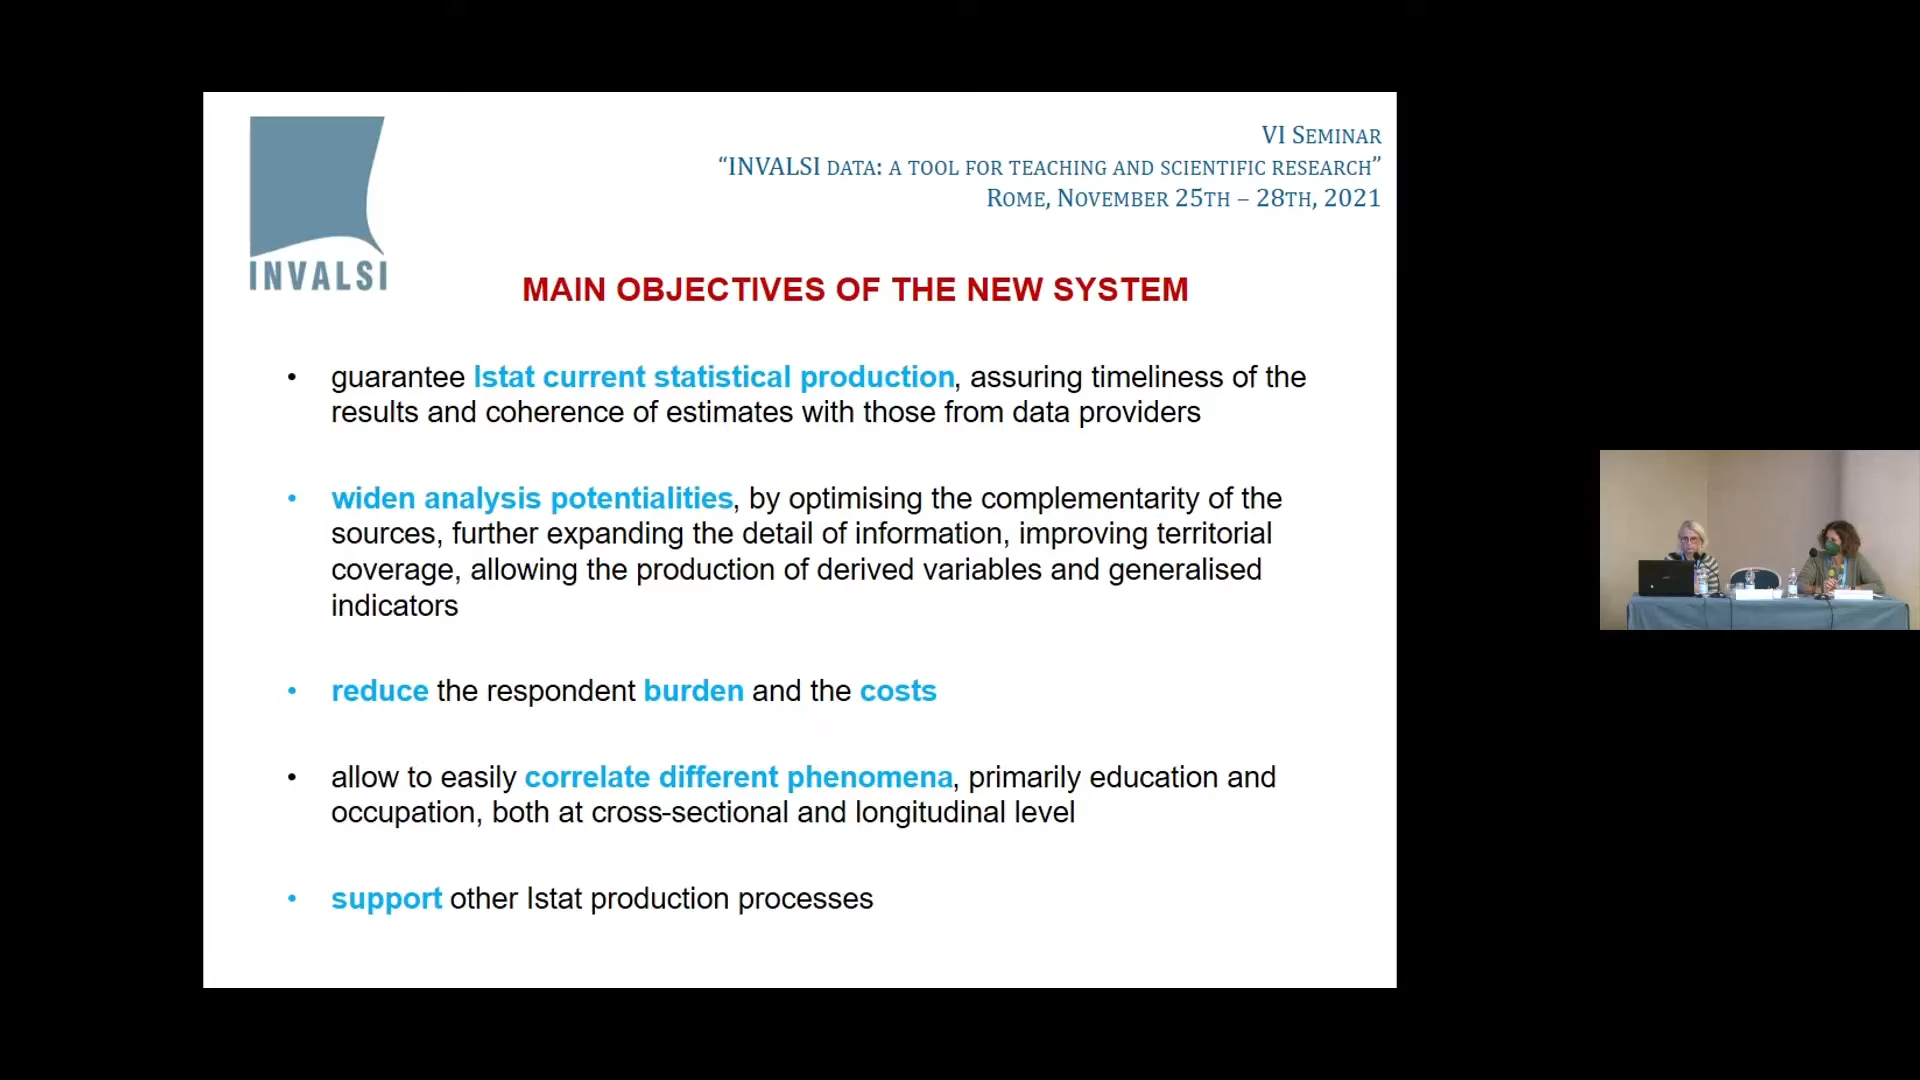 VI SEMINAR
“INVALSI DATA: A TOOL FOR TEACHING AND SCIENTIFIC RESEARCH”
ROME, NOVEMBER 25TH – 28TH, 2021
INVALSI
MAIN OBJECTIVES OF THE NEW SYSTEM
• guarantee Istat current statistical production, assuring timeliness of the
results and coherence of estimates with those from data providers
• widen analysis potentialities, by optimising the complementarity of the
sources, further expanding the detail of information, improving territorial
coverage, allowing the production of derived variables and generalised
indicators
• reduce the respondent burden and the costs
• allow to easily correlate different phenomena, primarily education and
occupation, both at cross-sectional and longitudinal level
• support other Istat production processes